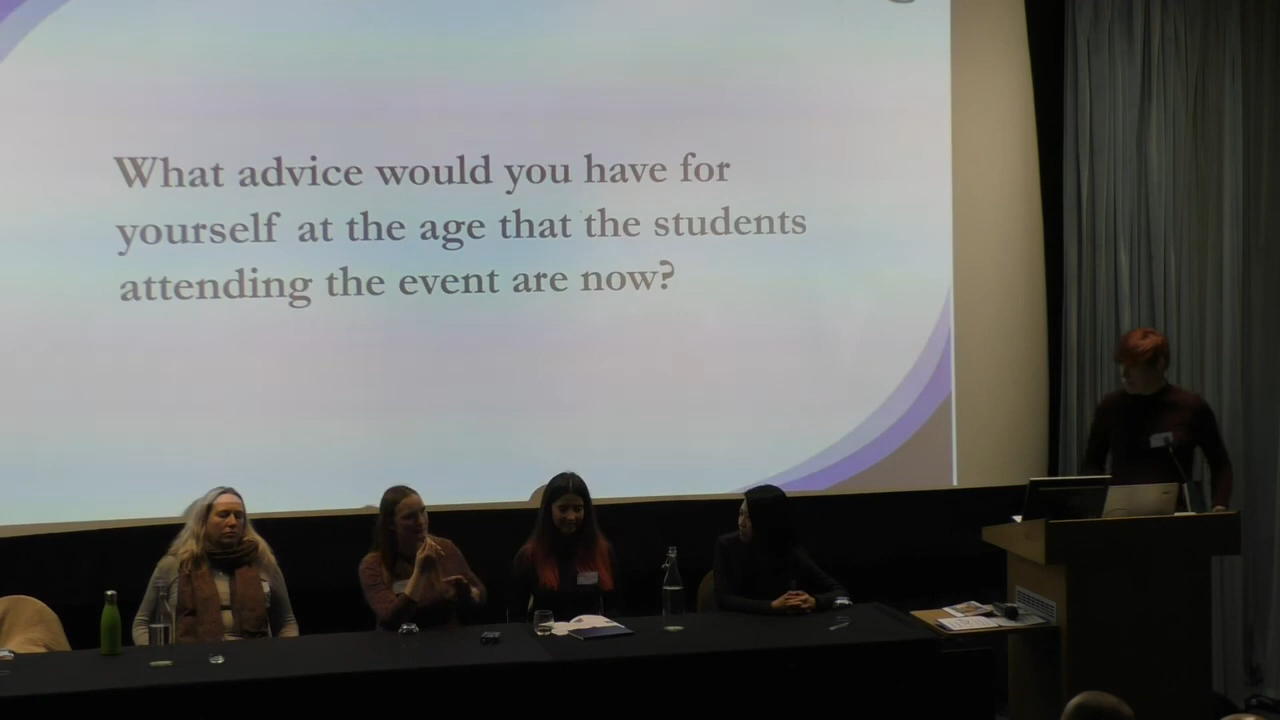 What advice would you have for
yourself at the age that the students
attending the event are now?